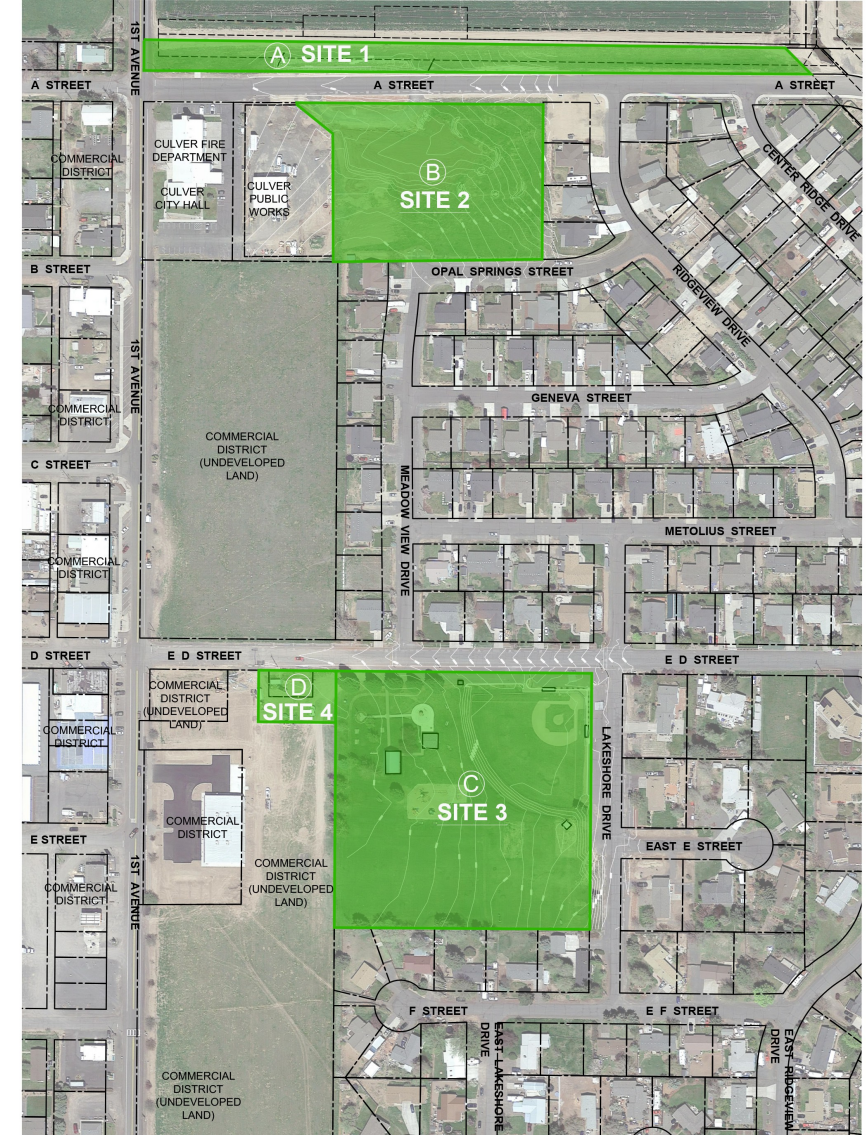 1ST AVENUE
A SITE 1
A STREET
A STREET
A STREET
COMMERCIAL
DISTRICT
CULVER FIRE
DEPARTMENT
CULVER
CITY HALL
CULVER
PUBLIC
WORKS
B
SITE 2
CENTER RIDGE DRIVE
B STREET
OPAL SPRINGS STREET
RIDGEVIEW DRIVE
1ST AVENUE
COMMERCIAL
DISTRICT
GENEVA STREET
COMMERCIAL
DISTRICT
(UNDEVELOPED
LAND)
C STREET
MEADOW VIEW DRIVE
METOLIUS STREET
COMMERCIAL
DISTRICT
D STREET
E D STREET
E D STREET
COMMERCIAL
DISTRICT
(UNDEVELOPED
LAND)
D
SITE 4
COMMERCIAL
DISTRICT
LAKESHORE DRIVE
C
SITE 3
COMMERCIAL
DISTRICT
E STREET
EAST E STREET
1ST AVENUE
COMMERCIAL
DISTRICT
COMMERCIAL
DISTRICT
(UNDEVELOPED
LAND)
F STREET
E F STREET
EAST LAKESHORE
DRIVE
EAST RIDGEVIEW
DRIVE
COMMERCIAL
DISTRICT
(UNDEVELOPED
LAND)